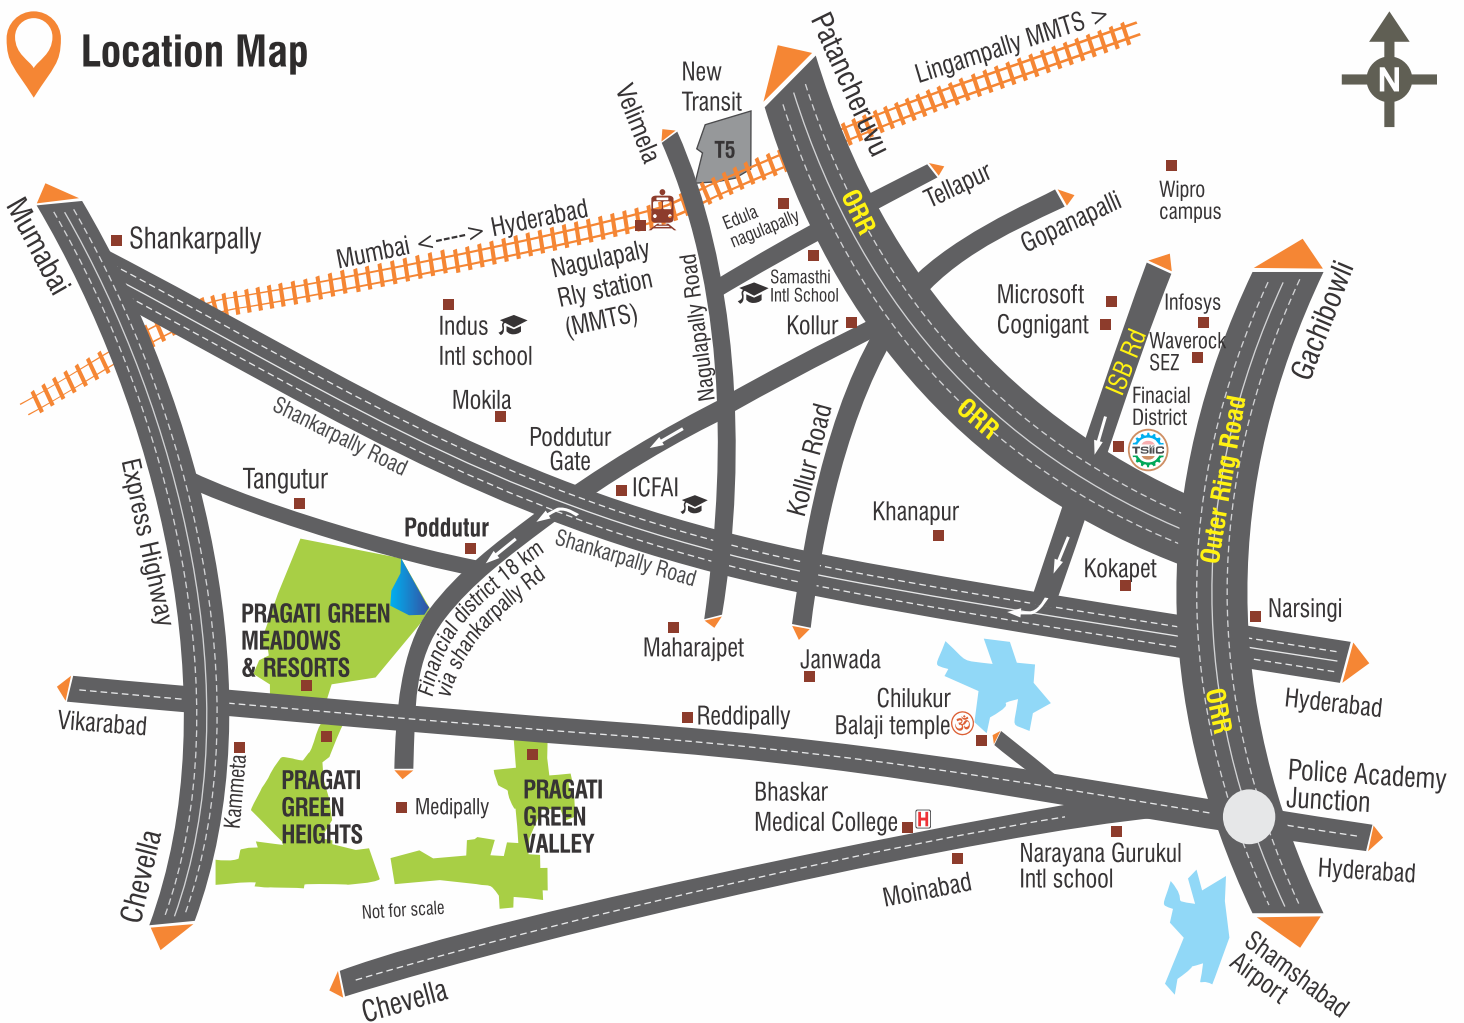 Location Map
N
New
Transit
T5
Velimela
Patancheruvu
Lingampally MMTS >
Mumabai
Shankarpally
Mumbai <-----> Hyderabad
Nagulapaly
Rly station
(MMTS)
Edula
nagulapally
ORR
Tellapur
Gopanapalli
Wipro
campus
Samasthi
Intl School
Kollur
Nagulapally Road
Indus
Intl school
Microsoft
Cognigant
Infosys
Waverock
SEZ
ISB Rd
Finacial
District
TSIIC
Gachibowli
Mokila
Shankarpally Road
Poddutur
Gate
ORR
Kollur Road
Outer Ring Road
Express Highway
Tangutur
ICFAI
Poddutur
Khanapur
Shankarpally Road
Kokapet
Financial district 18 km
via shankarpally Rd
Narsingi
PRAGATI GREEN
MEADOWS
& RESORTS
Maharajpet
Janwada
Hyderabad
Vikarabad
Reddipally
Chilukur
Balaji temple
ॐ
ORR
Kammeta
PRAGATI
GREEN
HEIGHTS
Medipally
PRAGATI
GREEN
VALLEY
Bhaskar
Medical College
H
Police Academy
Junction
Narayana Gurukul
Intl school
Hyderabad
Moinabad
Chevella
Not for scale
Chevella
Shamshabad
Airport